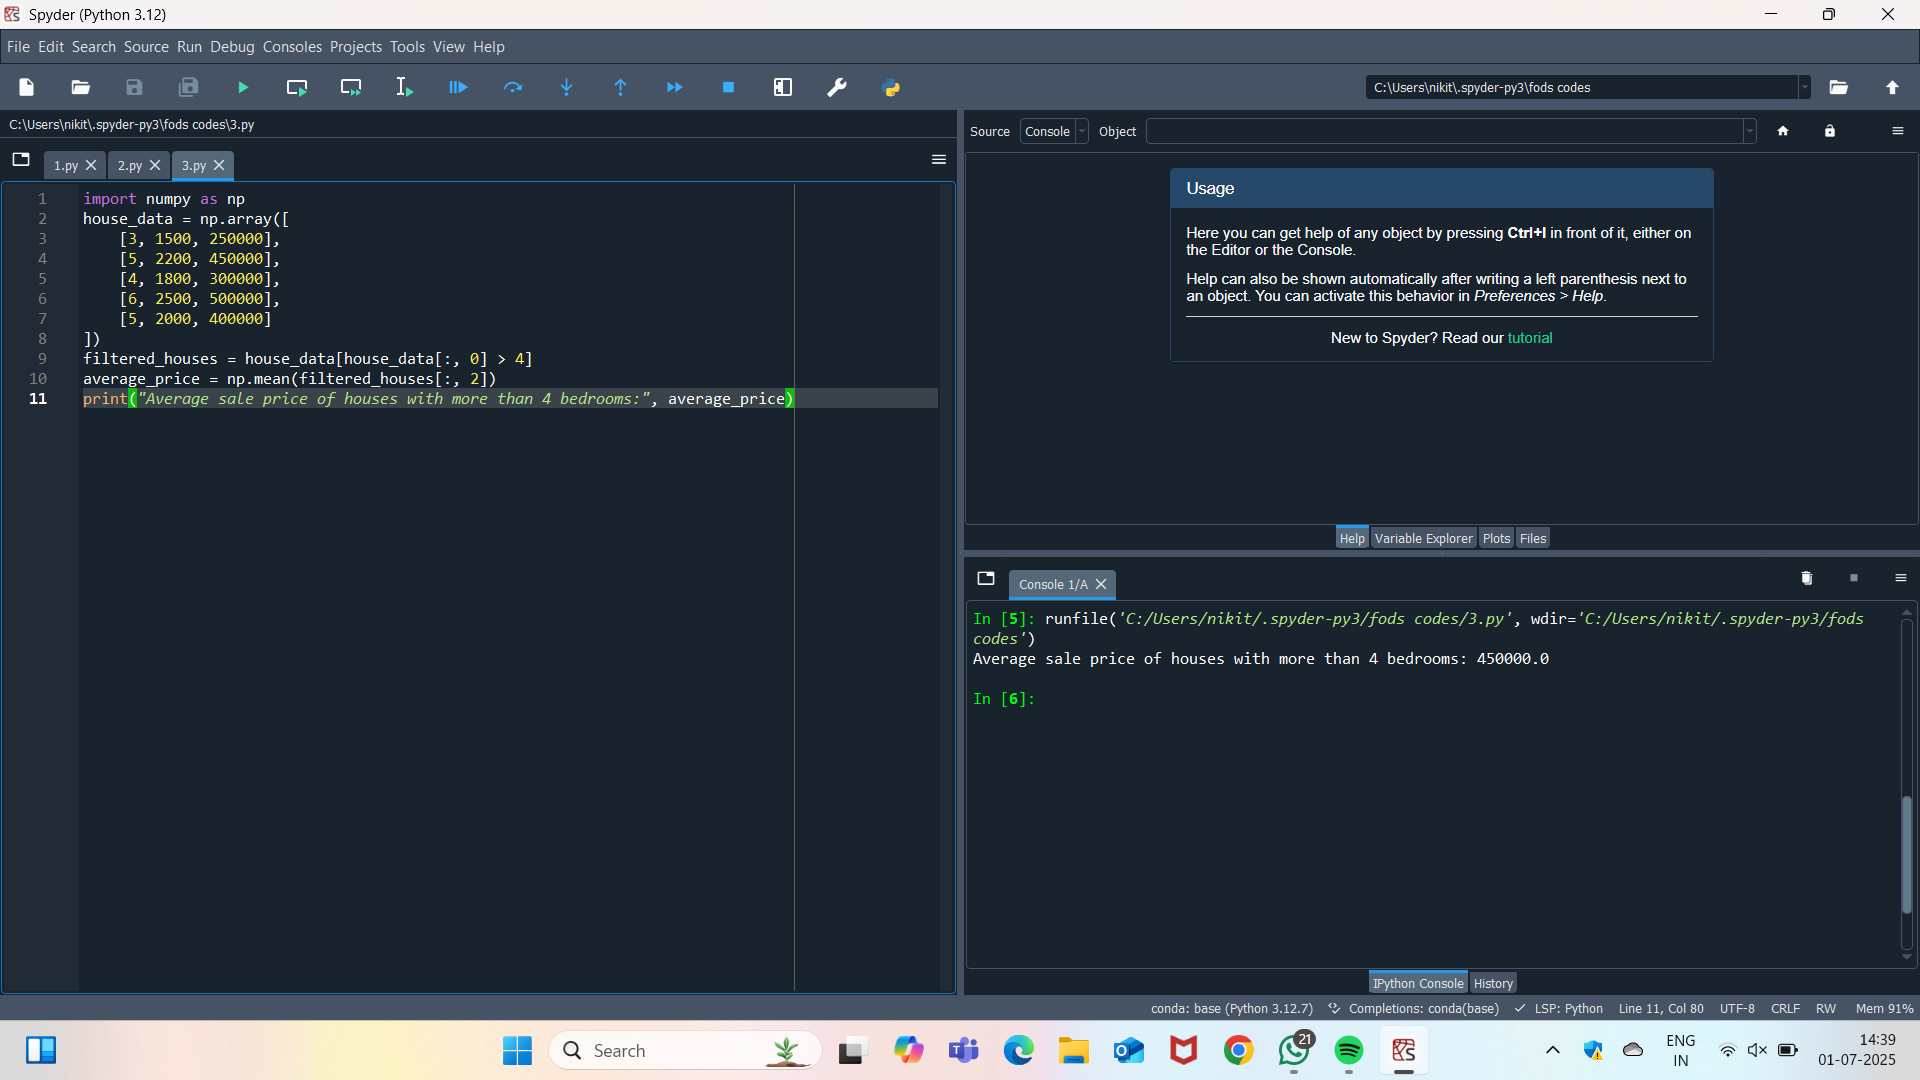 Spyder (Python 3.12)
File Edit Search Source Run Debug Consoles Projects Tools View Help
C:\Users\nikit\.spyder-py3\fods codes
C:\Users\nikit\.spyder-py3\fods codes\3.py
1.py 2.py 3.py
1 import numpy as np
2 house_data = np.array([
3 [3, 1500, 250000],
4 [5, 2200, 450000],
5 [4, 1800, 300000],
6 [6, 2500, 500000],
7 [5, 2000, 400000]
8 ])
9 filtered_houses = house_data[house_data[:, 0] > 4]
10 average_price = np.mean(filtered_houses[:, 2])
11 print("Average sale price of houses with more than 4 bedrooms:", average_price)
Source Console Object
Usage
Here you can get help of any object by pressing Ctrl+I in front of it, either on
the Editor or the Console.
Help can also be shown automatically after writing a left parenthesis next to
an object. You can activate this behavior in Preferences > Help.
New to Spyder? Read our tutorial
Help Variable Explorer Plots Files
Console 1/A
In [5]: runfile('C:/Users/nikit/.spyder-py3/fods codes/3.py', wdir='C:/Users/nikit/.spyder-py3/fods
codes')
Average sale price of houses with more than 4 bedrooms: 450000.0
In [6]:
IPython Console History
conda: base (Python 3.12.7) Completions: conda(base) LSP: Python Line 11, Col 80 UTF-8 CRLF RW Mem 91%
Search
21
ENG
IN
14:39
01-07-2025